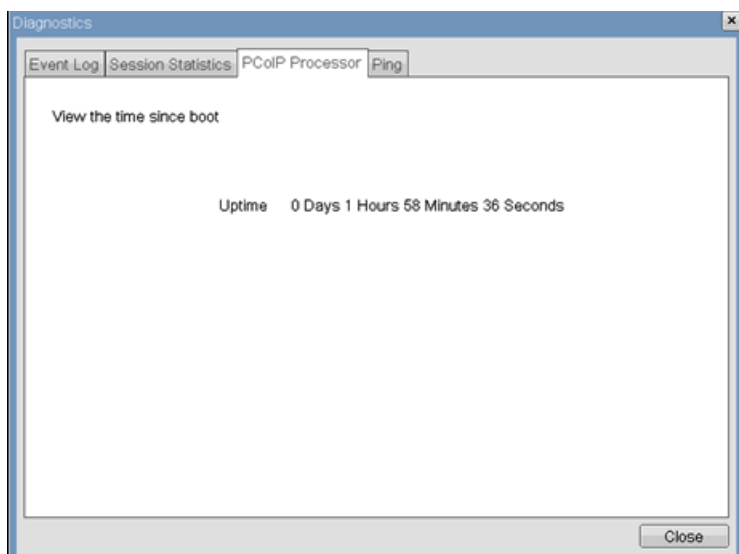 Diagnostics
Event Log Session Statistics PCoIP Processor Ping
View the time since boot
Uptime 0 Days 1 Hours 58 Minutes 36 Seconds
Close